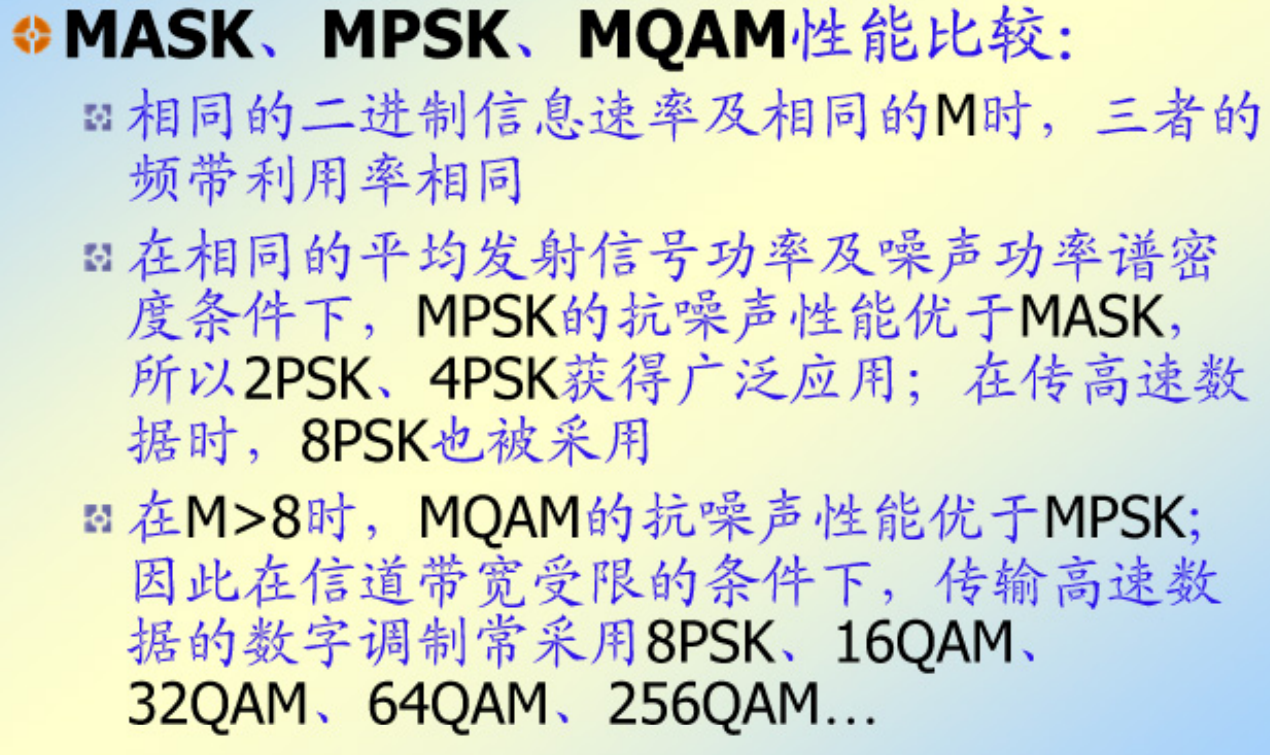 MASK、MPSK、MQAM性能比较：
相同的二进制信息速率及相同的M时，三者的
频带利用率相同
在相同的平均发射信号功率及噪声功率谱密
度条件下，MPSK的抗噪声性能优于MASK，
所以2PSK、4PSK获得广泛应用；在传高速数
据时，8PSK也被采用
在M>8时，MQAM的抗噪声性能优于MPSK；
因此在信道带宽受限的条件下，传输高速数
据的数字调制常采用8PSK、16QAM、
32QAM、64QAM、256QAM…